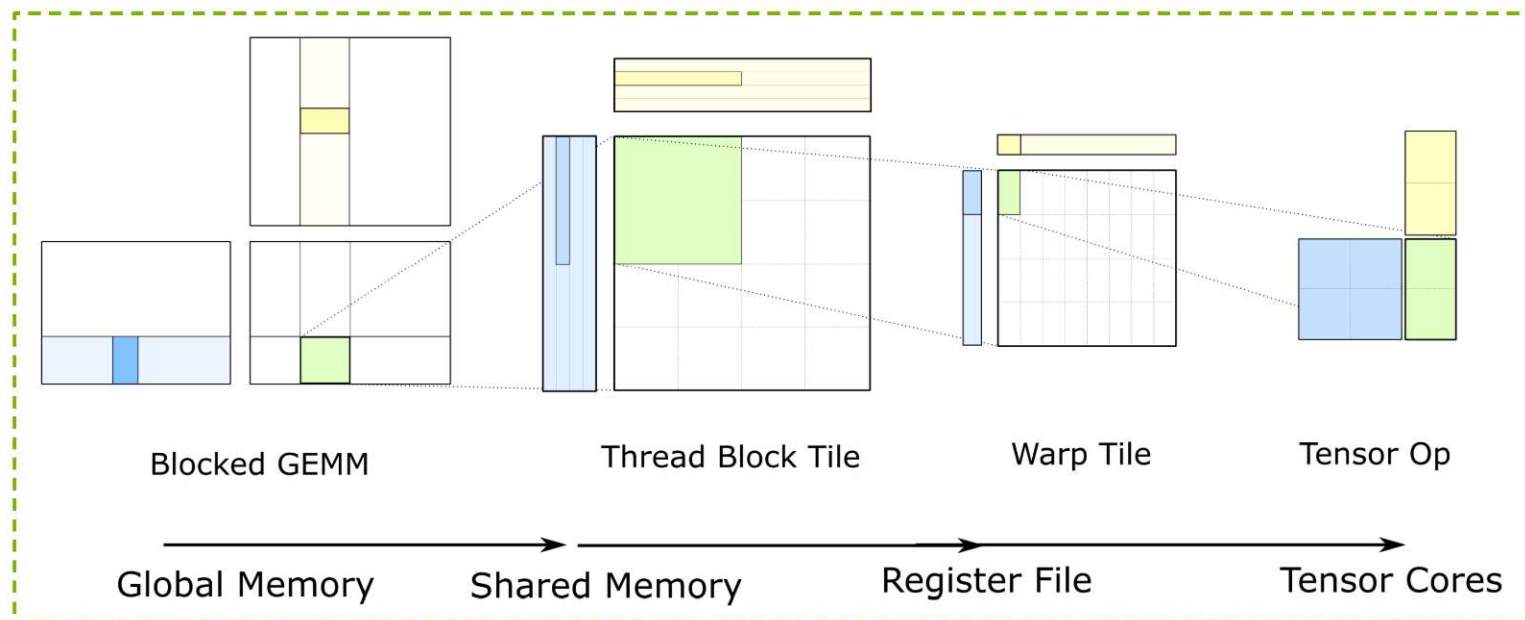 Blocked GEMM
Thread Block Tile
Warp Tile
Tensor Op
Global Memory
Shared Memory
Register File
Tensor Cores